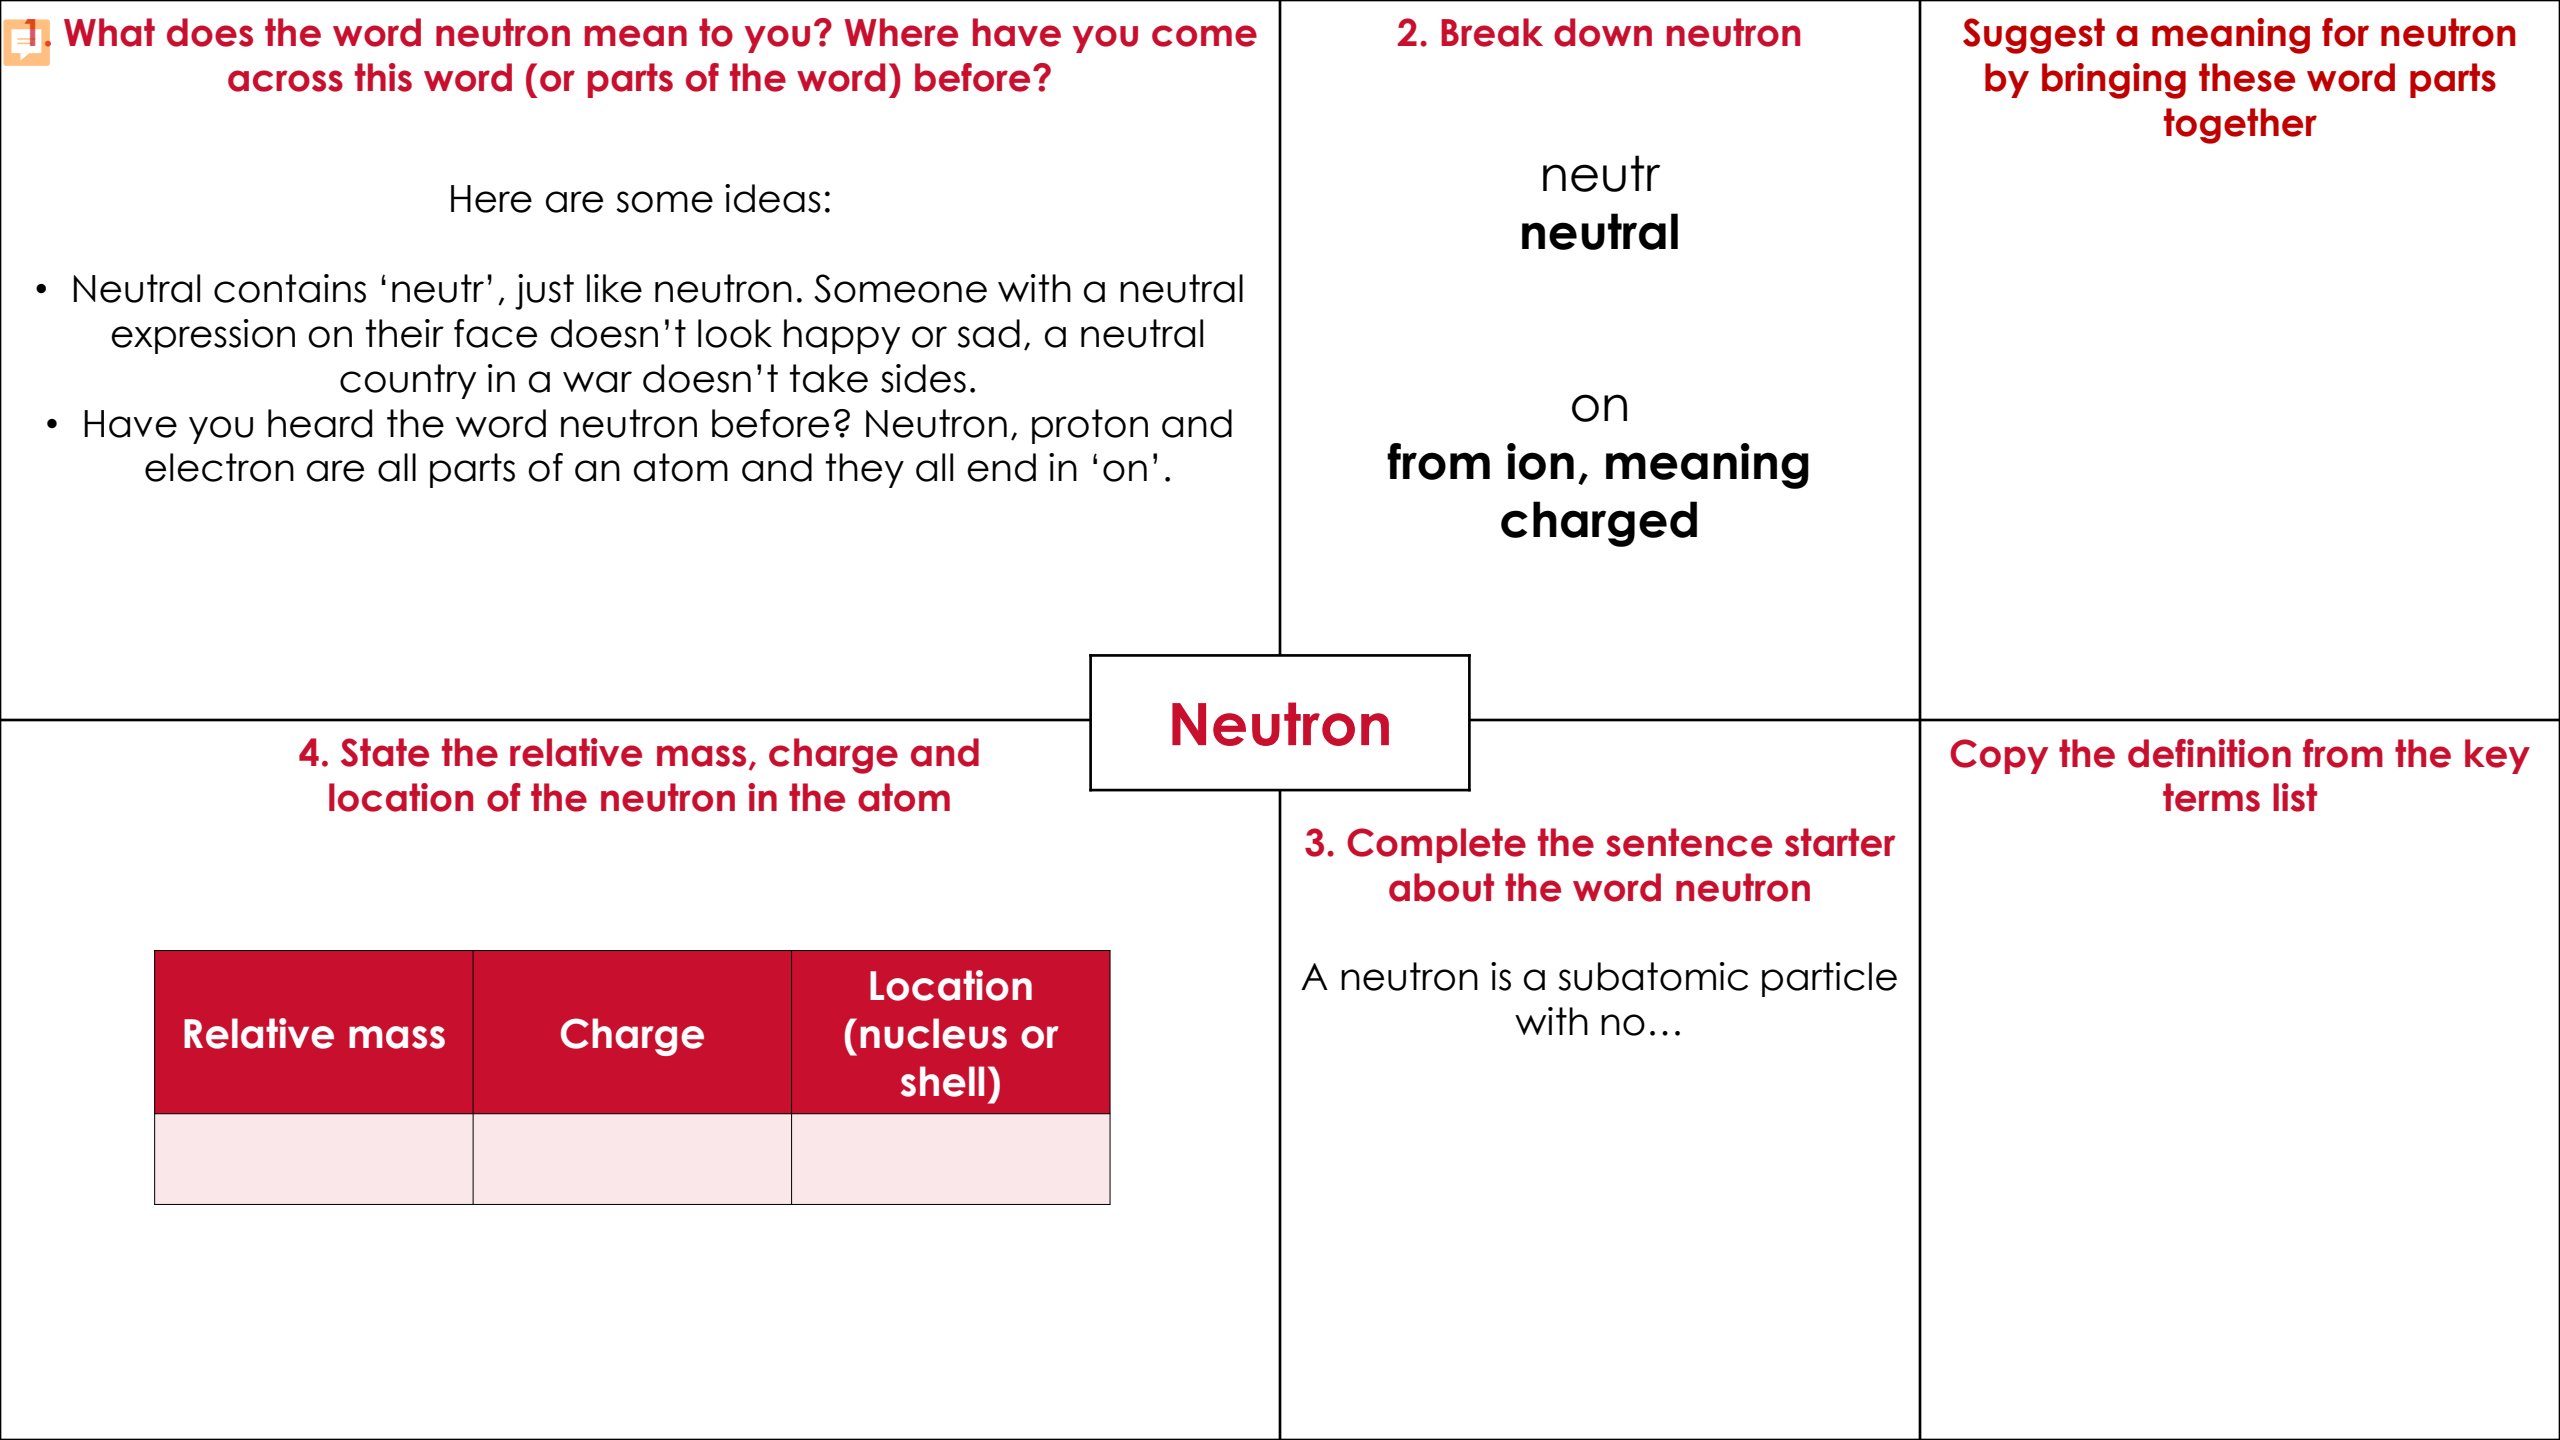 1. What does the word neutron mean to you? Where have you come
across this word (or parts of the word) before?
Here are some ideas:
• Neutral contains ‘neutr’, just like neutron. Someone with a neutral
expression on their face doesn’t look happy or sad, a neutral
country in a war doesn’t take sides.
• Have you heard the word neutron before? Neutron, proton and
electron are all parts of an atom and they all end in ‘on’.
2. Break down neutron
neutr
neutral
on
from ion, meaning
charged
Suggest a meaning for neutron
by bringing these word parts
together
Neutron
4. State the relative mass, charge and
location of the neutron in the atom
Relative mass
Charge
Location
(nucleus or
shell)
3. Complete the sentence starter
about the word neutron
A neutron is a subatomic particle
with no…
Copy the definition from the key
terms list